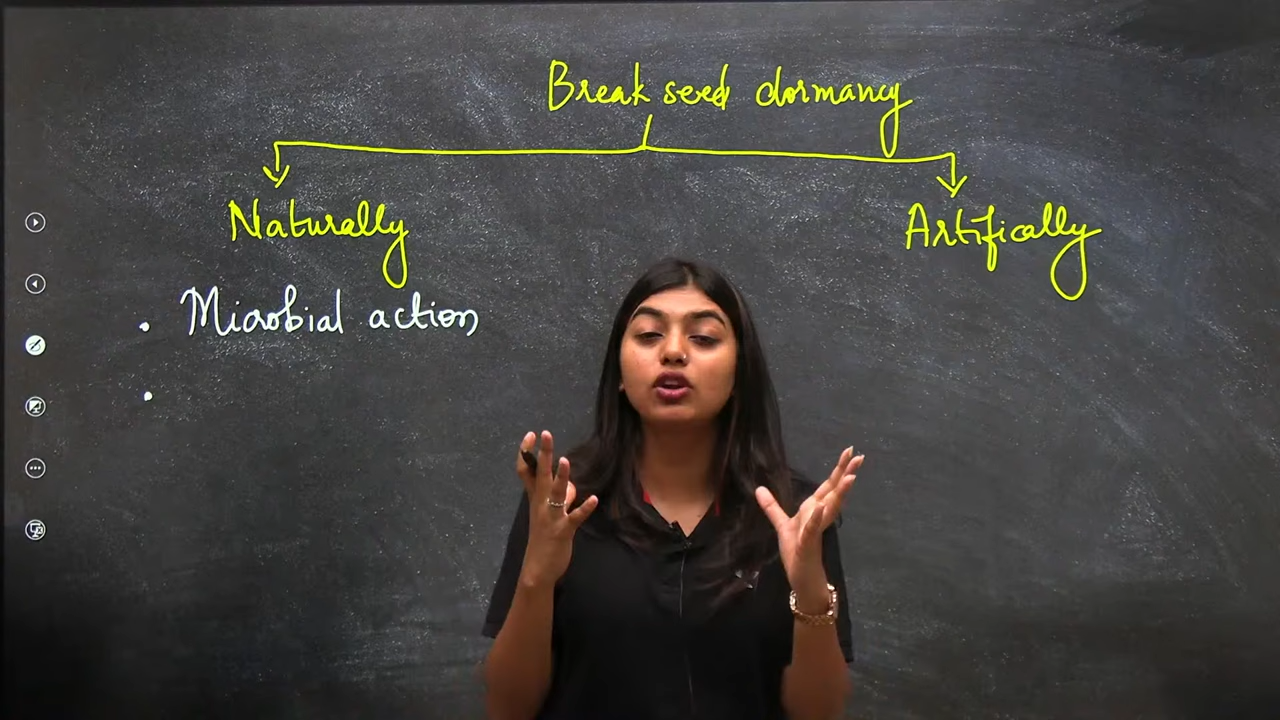 Break seed dormancy
Naturally
Artifically
. Microbial action
.